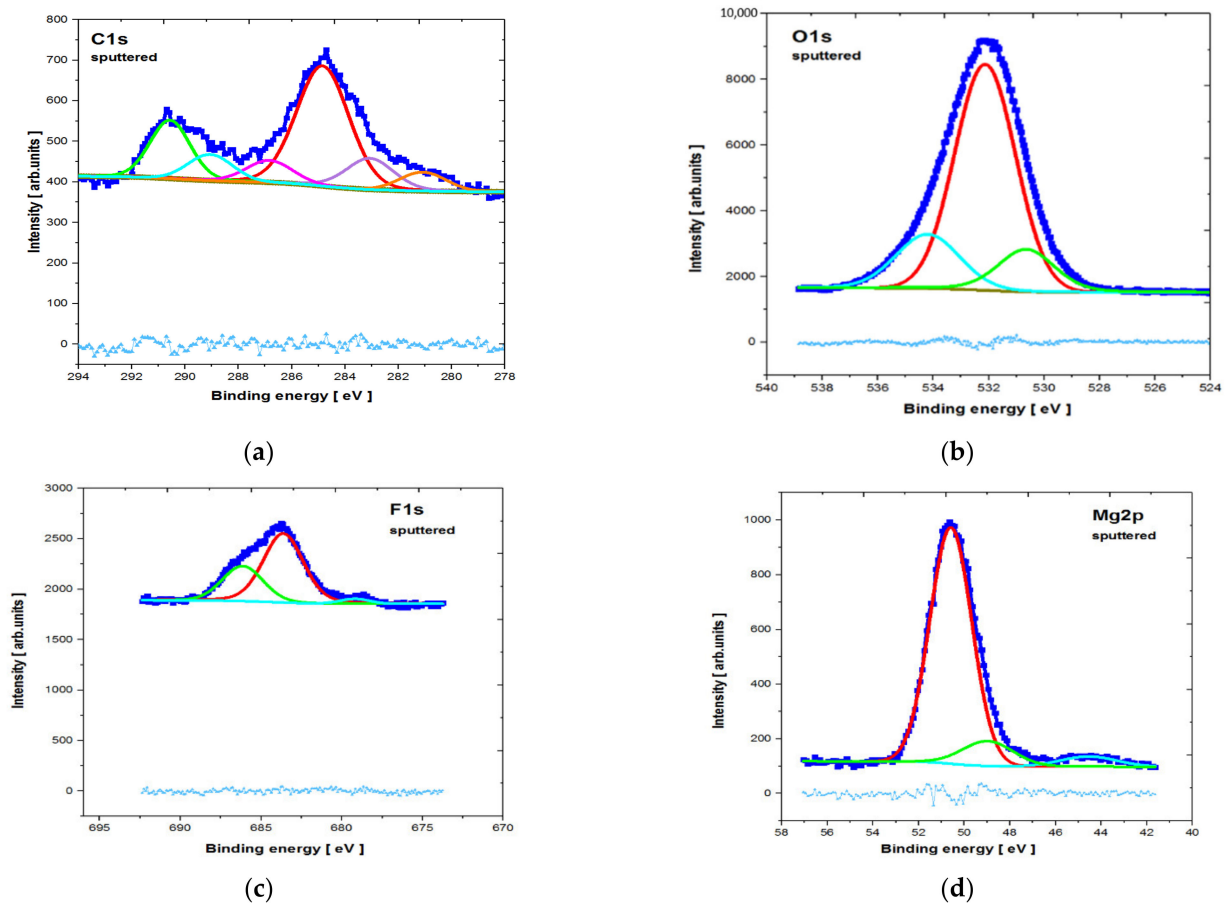 C1s
sputtered
800
700
600
500
400
300
200
100
0
Intensity [ arb.units ]
294 292 290 288 286 284 282 280 278
Binding energy [ eV ]
(a)
O1s
sputtered
10,000
8000
6000
4000
2000
0
Intensity [ arb.units ]
540 538 536 534 532 530 528 526 524
Binding energy [ eV ]
(b)
F1s
sputtered
3000
2500
2000
1500
1000
500
0
Intensity [ arb.units ]
695 690 685 680 675 670
Binding energy [ eV ]
(c)
Mg2p
sputtered
1000
800
600
400
200
0
Intensity [ arb.units ]
58 56 54 52 50 48 46 44 42 40
Binding energy [ eV ]
(d)